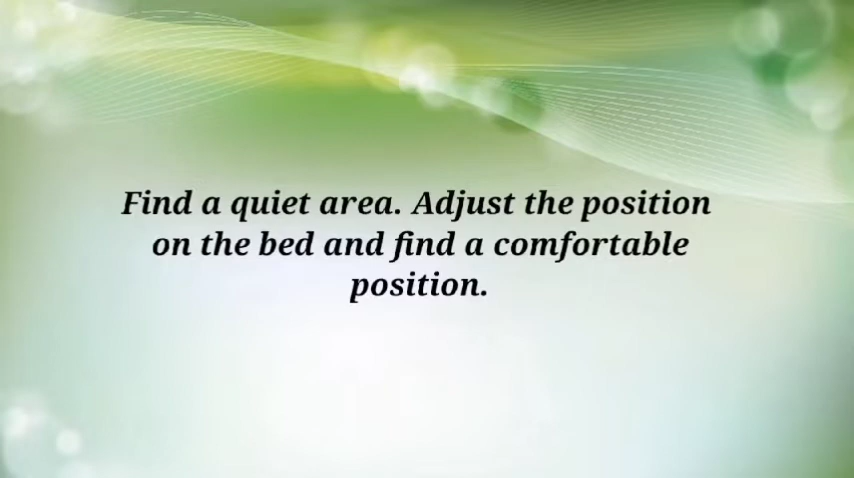 Find a quiet area. Adjust the position
on the bed and find a comfortable
position.